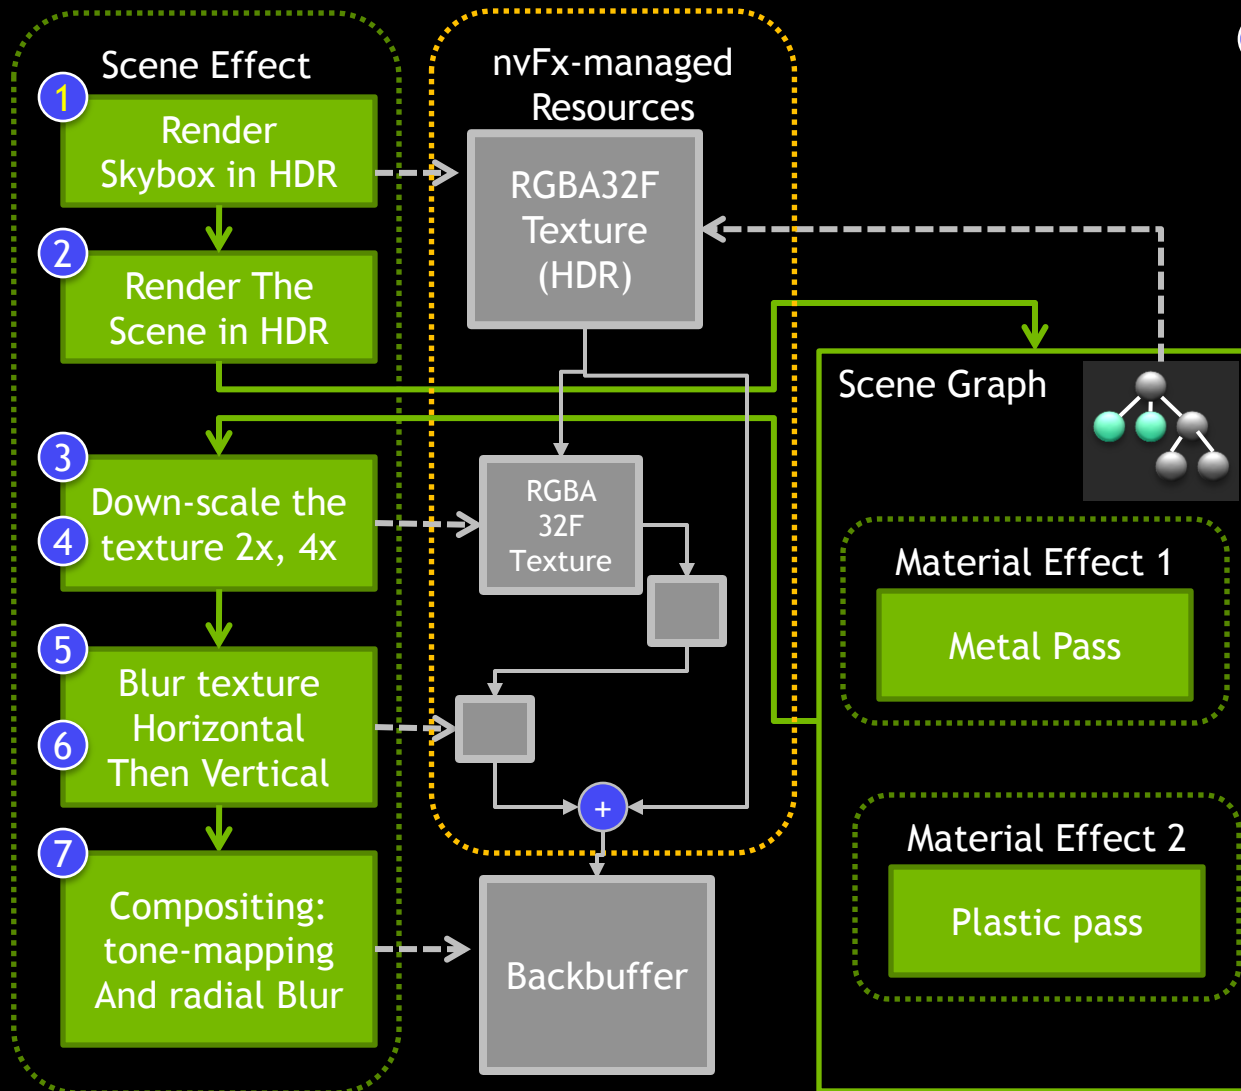 Scene Effect
1
Render
Skybox in HDR
2
Render The
Scene in HDR
3
4
Down-scale the
texture 2x, 4x
5
6
Blur texture
Horizontal
Then Vertical
7
Compositing:
tone-mapping
And radial Blur
nvFx-managed
Resources
RGBA32F
Texture
(HDR)
RGBA
32F
Texture
+
Backbuffer
Scene Graph
Material Effect 1
Metal Pass
Material Effect 2
Plastic pass